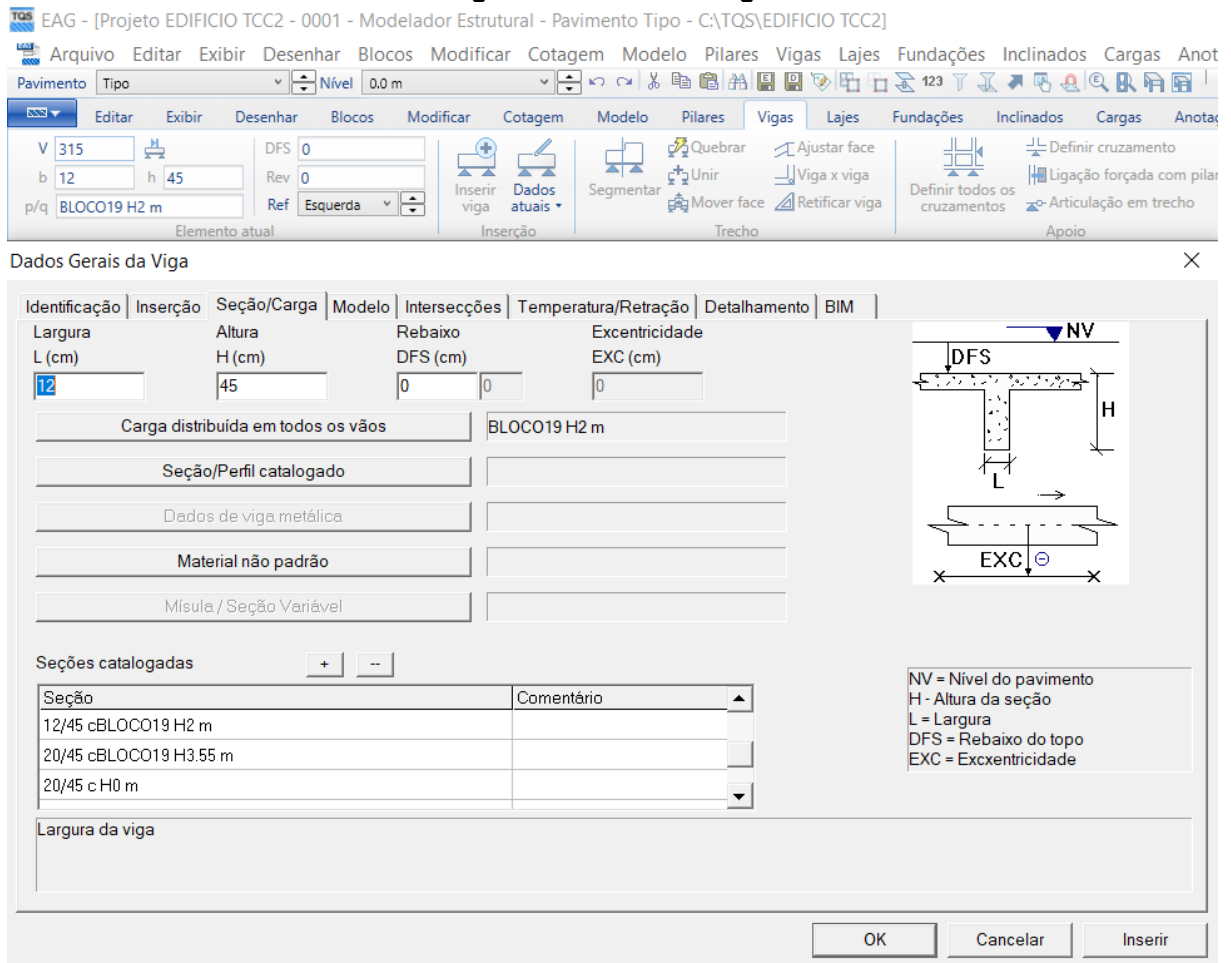 EAG - [Projeto EDIFICIO TCC2 - 0001 - Modelador Estrutural - Pavimento Tipo - C:\TQS\EDIFICIO TCC2]
Arquivo Editar Exibir Desenhar Blocos Modificar Cotagem Modelo Pilares Vigas Lajes Fundações Inclinados Cargas Anot
Pavimento Tipo Nível 0.0 m 123
Editar Exibir Desenhar Blocos Modificar Cotagem Modelo Pilares Vigas Lajes Fundações Inclinados Cargas Anotaç
V 315 DFS 0 Quebrar Ajustar face Definir cruzamento
b 12 h 45 Rev 0 Inserir viga Dados atuais Segmentar Unir Viga x viga Definir todos os cruzamentos Ligação forçada com pilar
p/q BLOCO19 H2 m Ref Esquerda Mover face Retificar viga Articulação em trecho
Elemento atual Inserção Trecho Apoio
Dados Gerais da Viga
Identificação Inserção Seção/Carga Modelo Intersecções Temperatura/Retração Detalhamento BIM
Largura Altura Rebaixo Excentricidade
L (cm) H (cm) DFS (cm) EXC (cm)
12 45 0 0 0
NV
DFS
H
L
EXC
Carga distribuída em todos os vãos BLOCO19 H2 m
Seção/Perfil catalogado
Dados de viga metálica
Material não padrão
Mísula / Seção Variável
Seções catalogadas + --
Seção Comentário
12/45 cBLOCO19 H2 m
20/45 cBLOCO19 H3.55 m
20/45 c H0 m
NV = Nível do pavimento
H - Altura da seção
L = Largura
DFS = Rebaixo do topo
EXC = Excxentricidade
Largura da viga
OK Cancelar Inserir